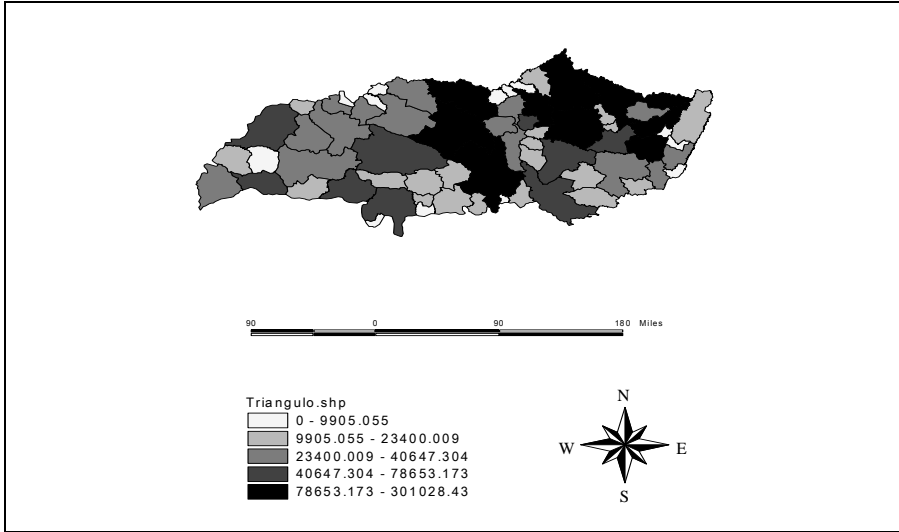 90 0 90 180 Miles
Triangulo.shp
0 - 9905.055
9905.055 - 23400.009
23400.009 - 40647.304
40647.304 - 78653.173
78653.173 - 301028.43
N
W E
S